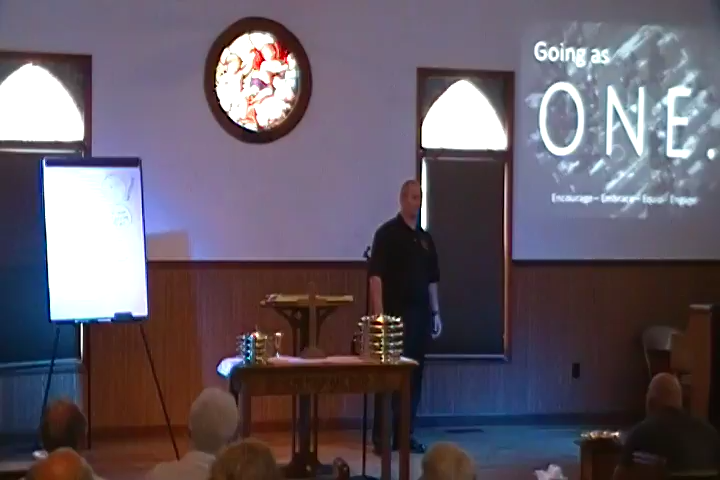 Going as
ONE.
Encourage – Embrace – Equip – Engage